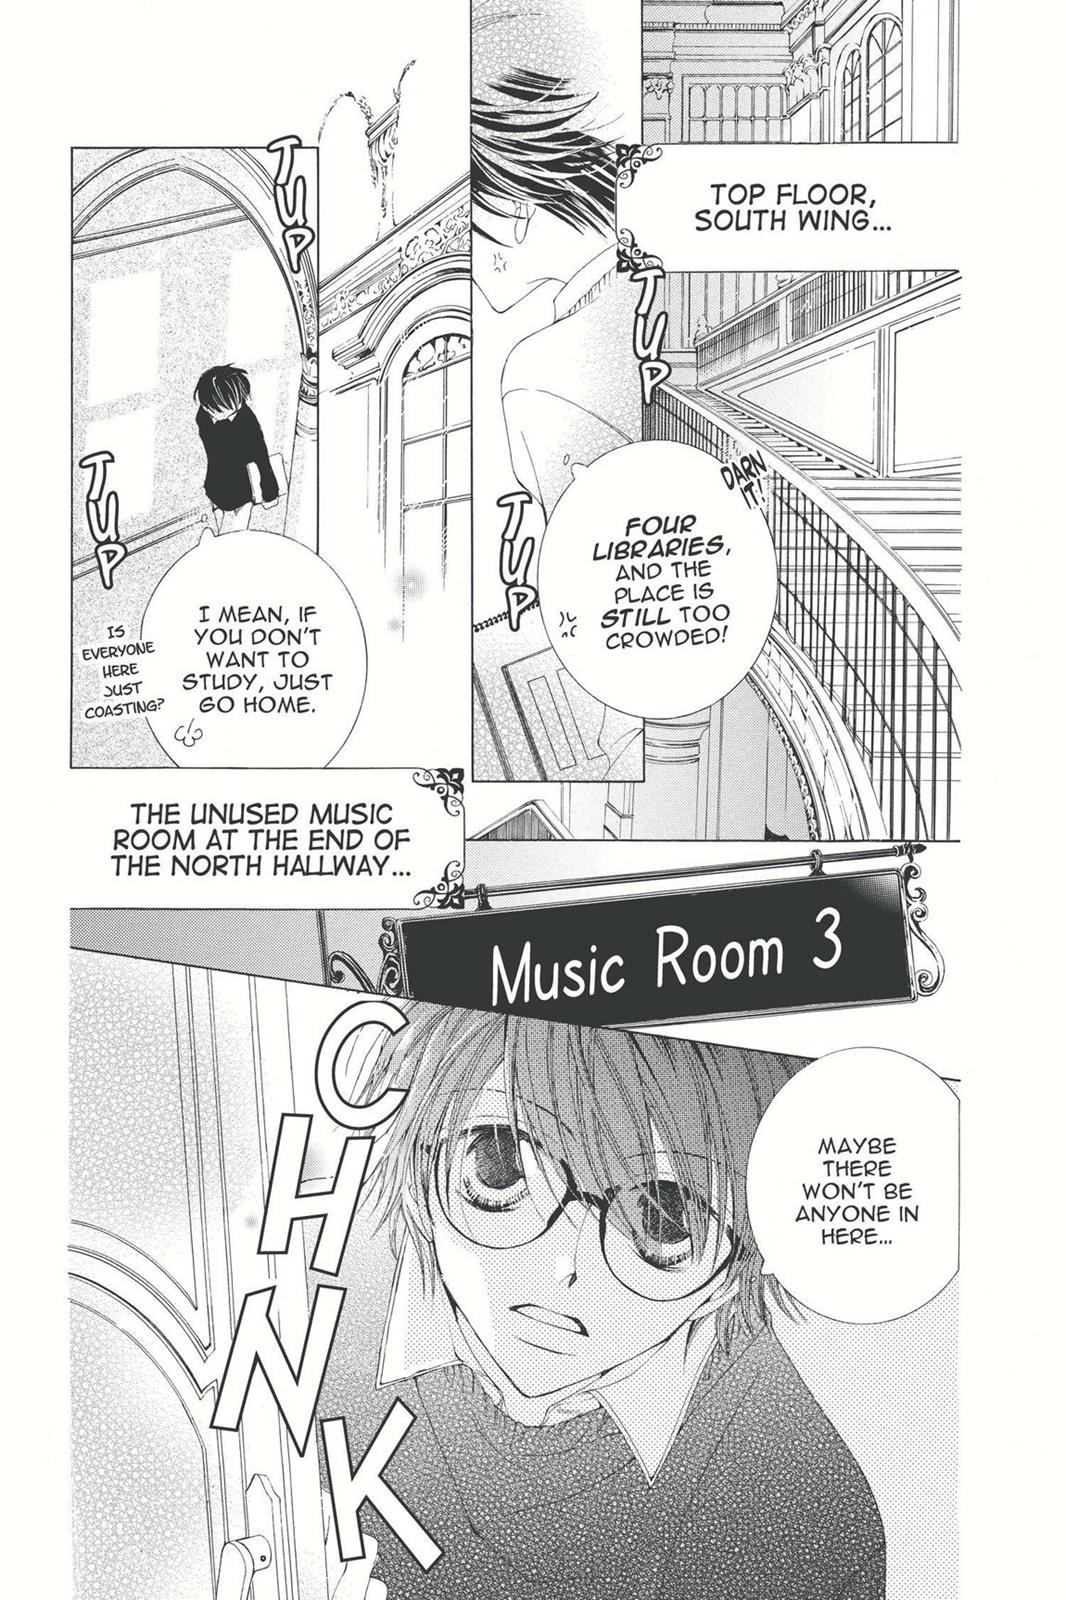 TOP FLOOR,
SOUTH WING...
TUP
DARN
IT!
FOUR
LIBRARIES,
AND THE
PLACE IS
STILL TOO
CROWDED!
TUP
TUP
TUP
I MEAN, IF
YOU DON'T
WANT TO
STUDY, JUST
GO HOME.
IS
EVERYONE
HERE
JUST
COASTING?
THE UNUSED MUSIC
ROOM AT THE END OF
THE NORTH HALLWAY...
Music Room 3
CHNK
MAYBE
THERE
WON'T BE
ANYONE IN
HERE...